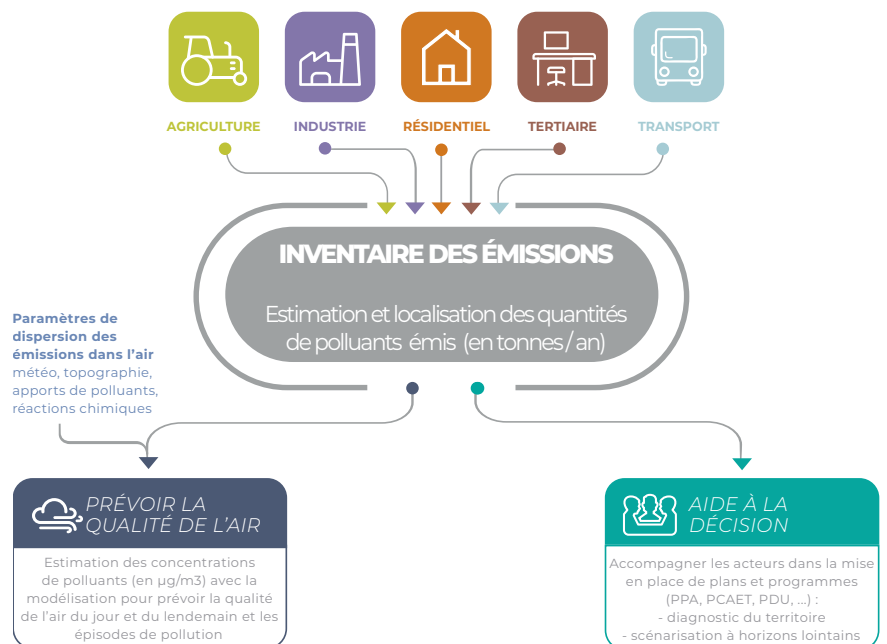 AGRICULTURE
INDUSTRIE
RÉSIDENTIEL
TERTIAIRE
TRANSPORT
INVENTAIRE DES ÉMISSIONS
Estimation et localisation des quantités
de polluants émis (en tonnes / an)
Paramètres de
dispersion des
émissions dans l'air
météo, topographie,
apports de polluants,
réactions chimiques
PRÉVOIR LA
QUALITÉ DE L'AIR
Estimation des concentrations
de polluants (en µg/m3) avec la
modélisation pour prévoir la qualité
de l'air du jour et du lendemain et les
épisodes de pollution
AIDE À LA
DÉCISION
Accompagner les acteurs dans la mise
en place de plans et programmes
(PPA, PCAET, PDU, ...) :
- diagnostic du territoire
- scénarisation à horizons lointains